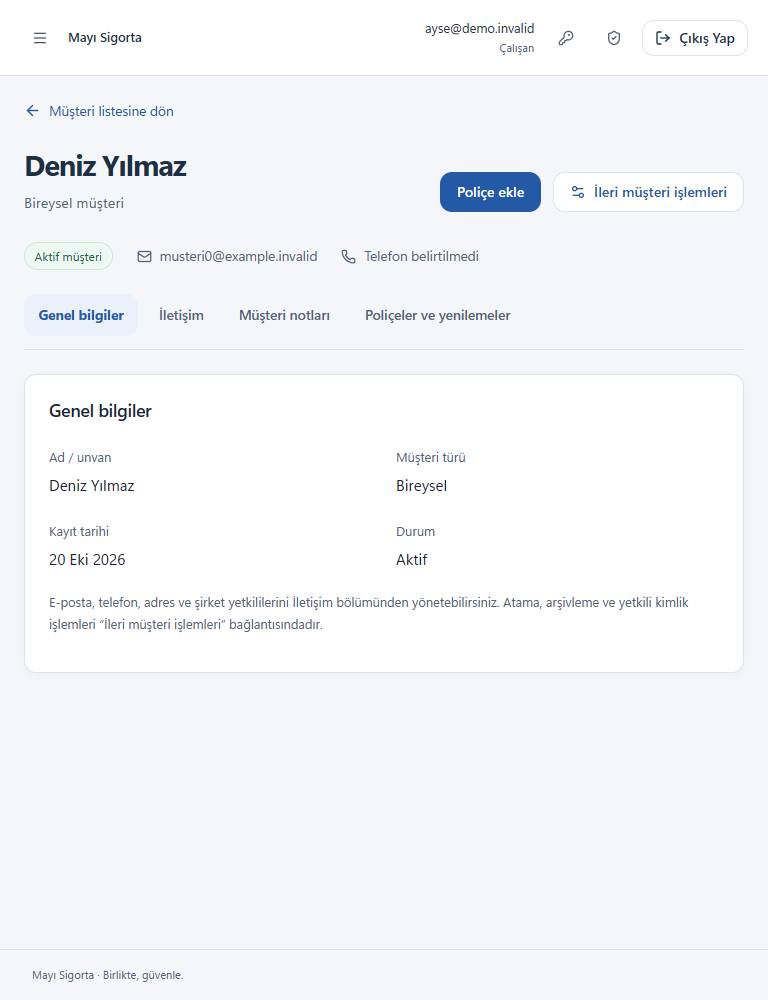 Mayı Sigorta
ayse@demo.invalid
Çalışan
Çıkış Yap
Müşteri listesine dön
Deniz Yılmaz
Bireysel müşteri
Poliçe ekle
İleri müşteri işlemleri
Aktif müşteri
musteri0@example.invalid
Telefon belirtilmedi
Genel bilgiler
İletişim
Müşteri notları
Poliçeler ve yenilemeler
Genel bilgiler
Ad / unvan
Müşteri türü
Deniz Yılmaz
Bireysel
Kayıt tarihi
Durum
20 Eki 2026
Aktif
E-posta, telefon, adres ve şirket yetkililerini İletişim bölümünden yönetebilirsiniz. Atama, arşivleme ve yetkili kimlik
işlemleri “İleri müşteri işlemleri” bağlantısındadır.
Mayı Sigorta · Birlikte, güvenle.